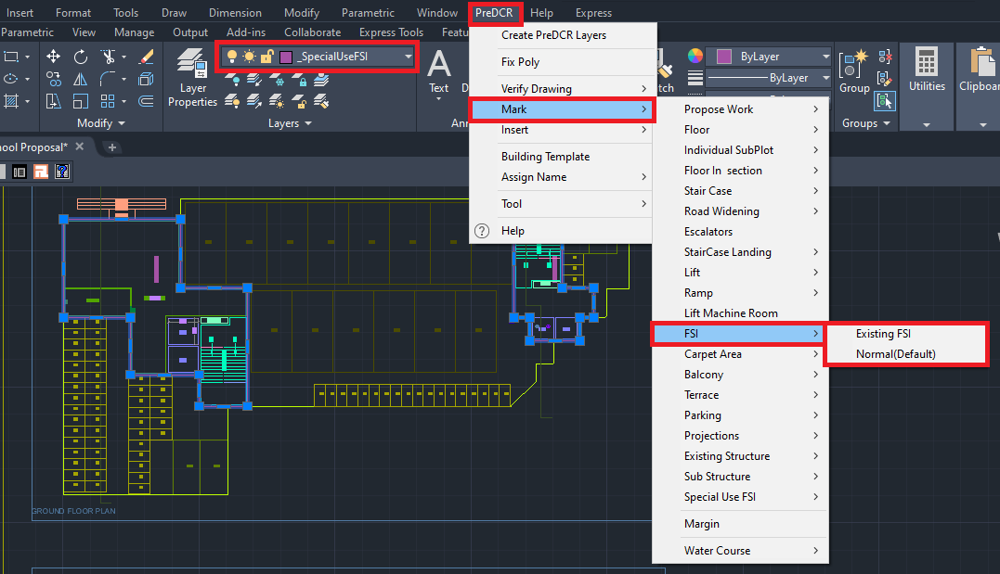 Insert Format Tools Draw Dimension Modify Parametric Window PreDCR Help Express
Parametric View Manage Output Add-ins Collaborate Express Tools Featu
_SpecialUseFSI
Layer
Properties
Modify
Layers
Text
D
Ann
tch
ByLayer
ByLayer
Group
Groups
Utilities
Clipboar
ool Proposal*
Create PreDCR Layers
Fix Poly
Verify Drawing
Mark
Insert
Building Template
Assign Name
Tool
Help
Propose Work
Floor
Individual SubPlot
Floor In section
Stair Case
Road Widening
Escalators
StairCase Landing
Lift
Ramp
Lift Machine Room
FSI
Carpet Area
Balcony
Terrace
Parking
Projections
Existing Structure
Sub Structure
Special Use FSI
Margin
Water Course
Existing FSI
Normal(Default)
GROUND FLOOR PLAN